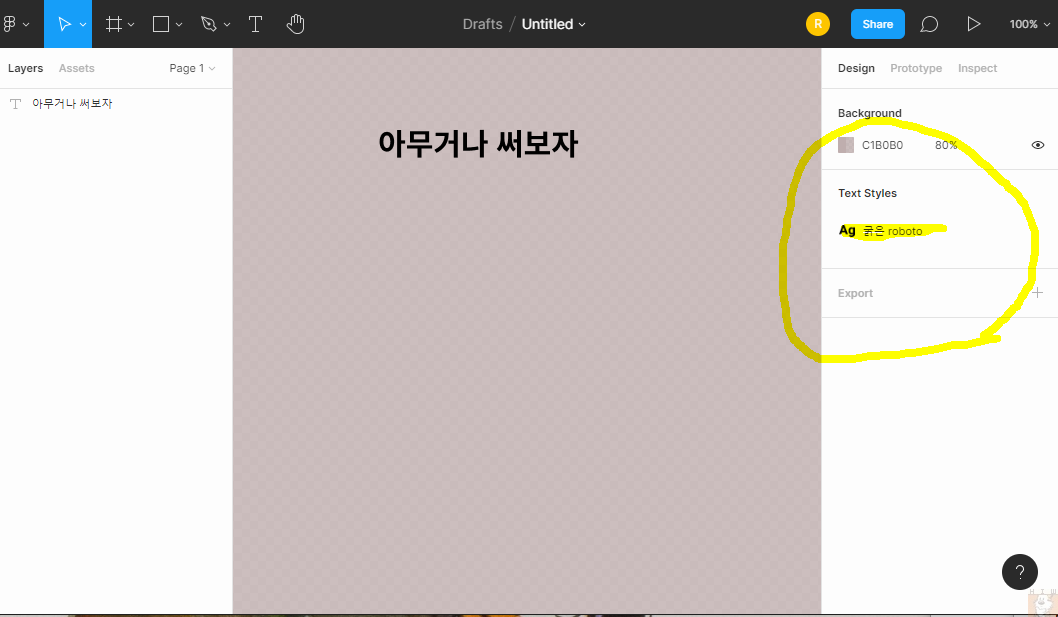 Drafts / Untitled
R
Share
100%
Layers Assets Page 1
Design Prototype Inspect
아무거나 써보자
아무거나 써보자
Background
C1B0B0 80%
Text Styles
Ag 굵은 roboto
Export
?